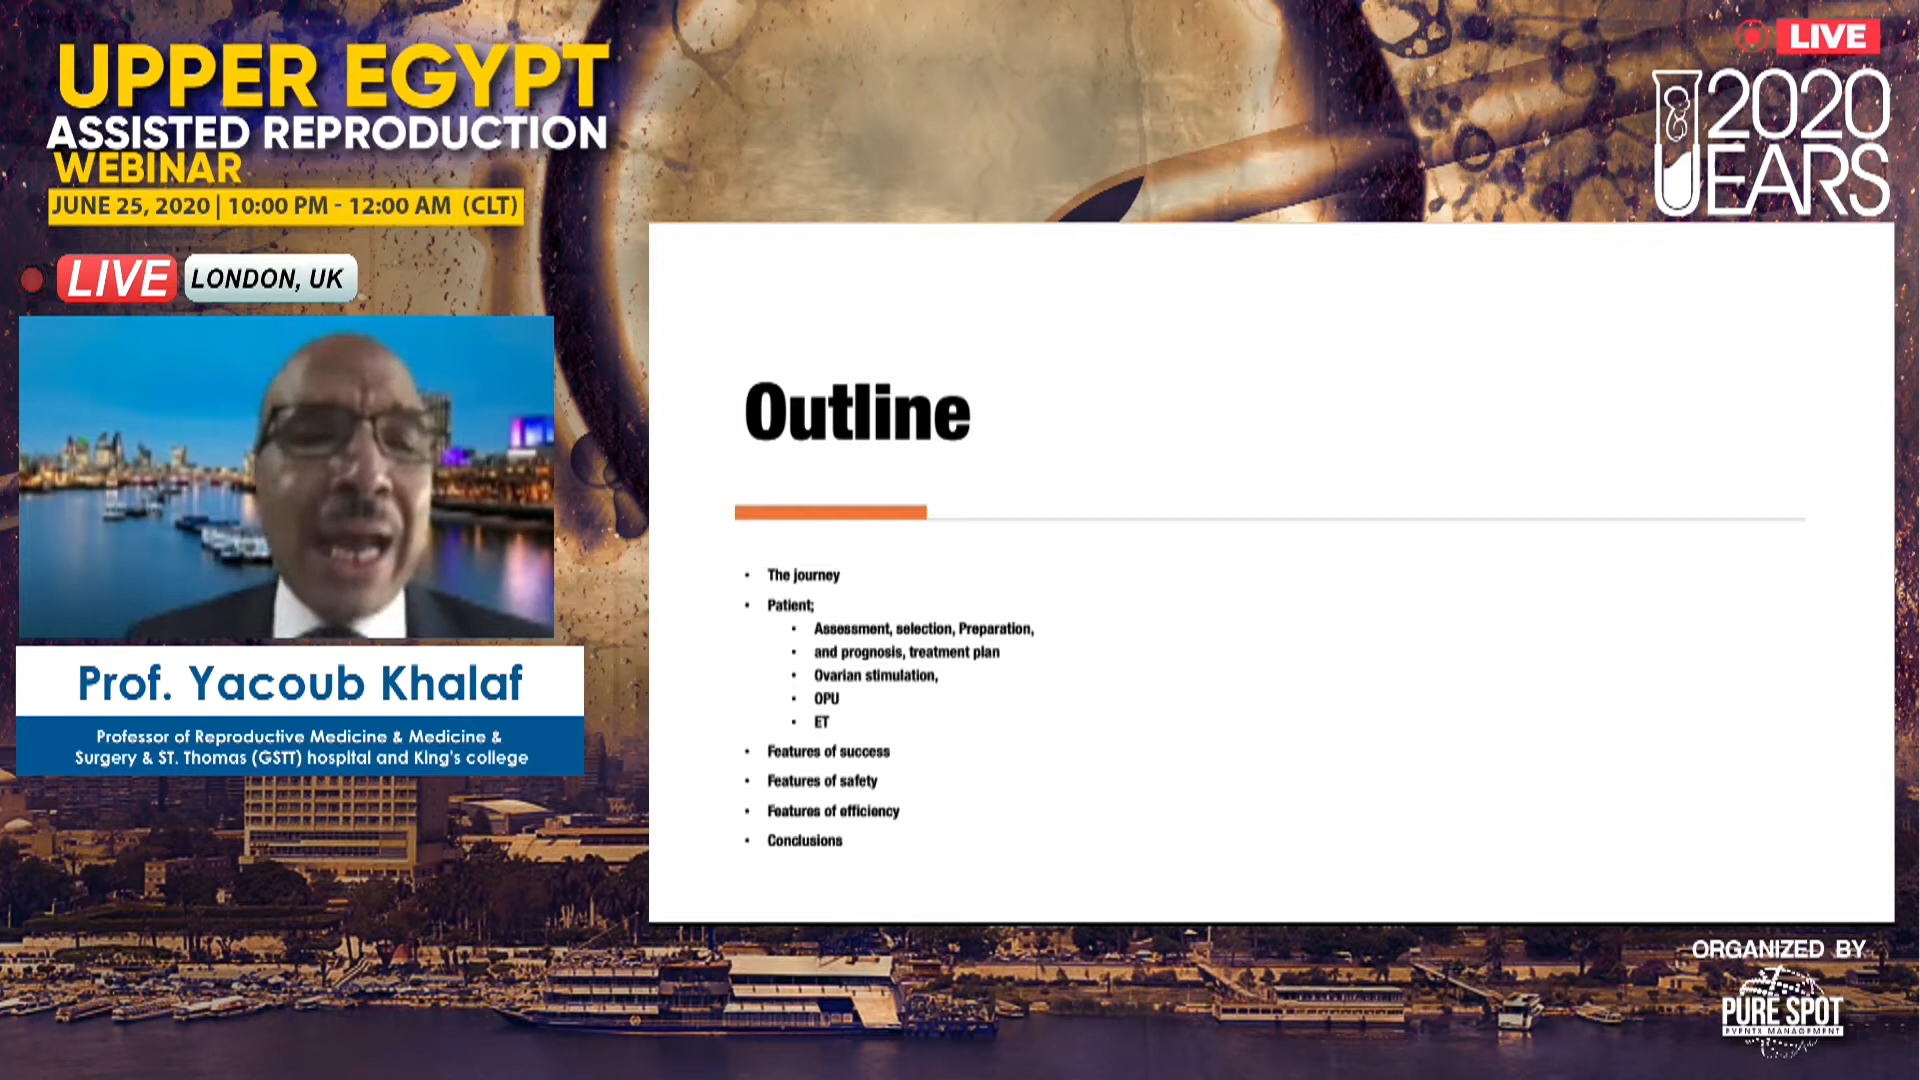 UPPER EGYPT
ASSISTED REPRODUCTION
WEBINAR
JUNE 25, 2020 | 10:00 PM - 12:00 AM (CLT)
LIVE
LONDON, UK
Prof. Yacoub Khalaf
Professor of Reproductive Medicine & Medicine &
Surgery & ST. Thomas (GSTT) hospital and King's college
LIVE
2020
UEARS
Outline
• The journey
• Patient;
• Assessment, selection, Preparation,
• and prognosis, treatment plan
• Ovarian stimulation,
• OPU
• ET
• Features of success
• Features of safety
• Features of efficiency
• Conclusions
ORGANIZED BY
PURE SPOT
EVENTS MANAGEMENT